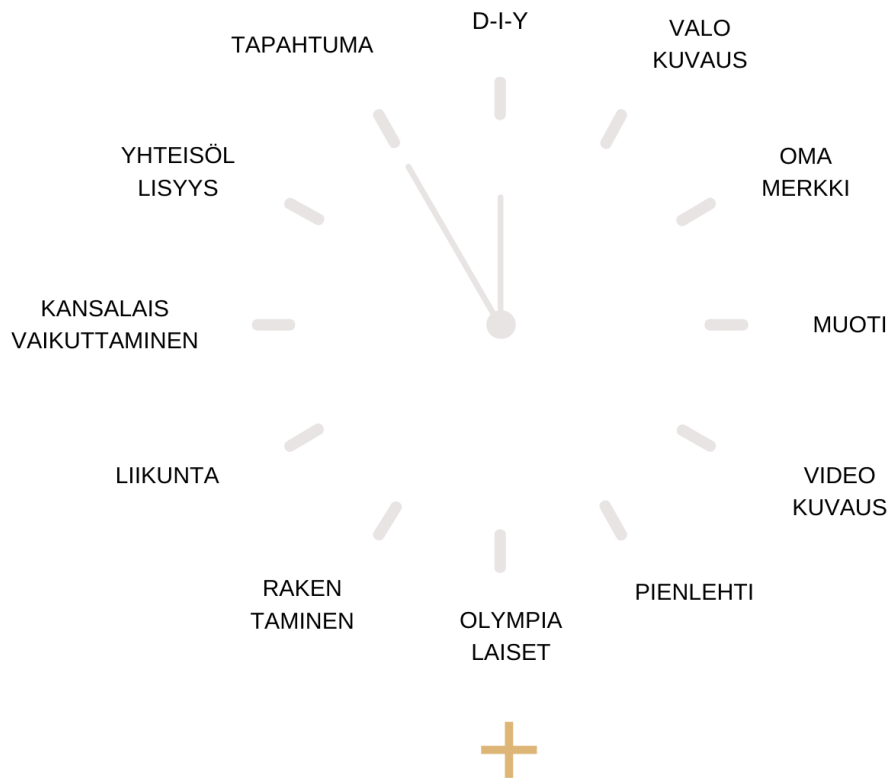 D-I-Y
VALO
KUVAUS
OMA
MERKKI
MUOTI
VIDEO
KUVAUS
PIENLEHTI
OLYMPIA
LAISET
RAKEN
TAMINEN
LIIKUNTA
KANSALAIS
VAIKUTTAMINEN
YHTEISÖL
LISYYS
TAPAHTUMA